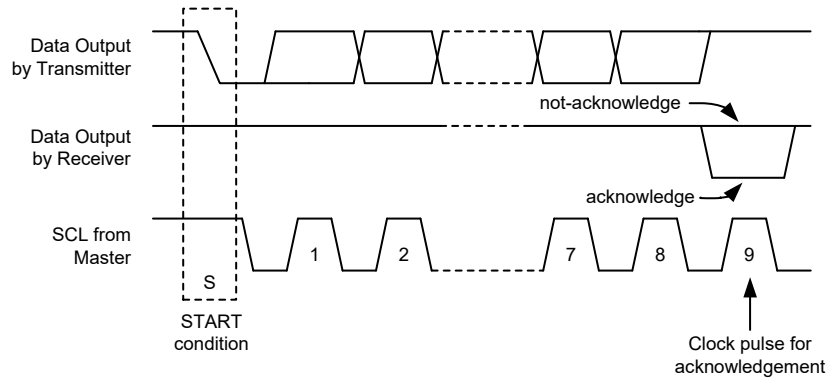 Data Output
by Transmitter
not-acknowledge
Data Output
by Receiver
acknowledge
SCL from
Master
1
2
7
8
9
S
START
condition
Clock pulse for
acknowledgement